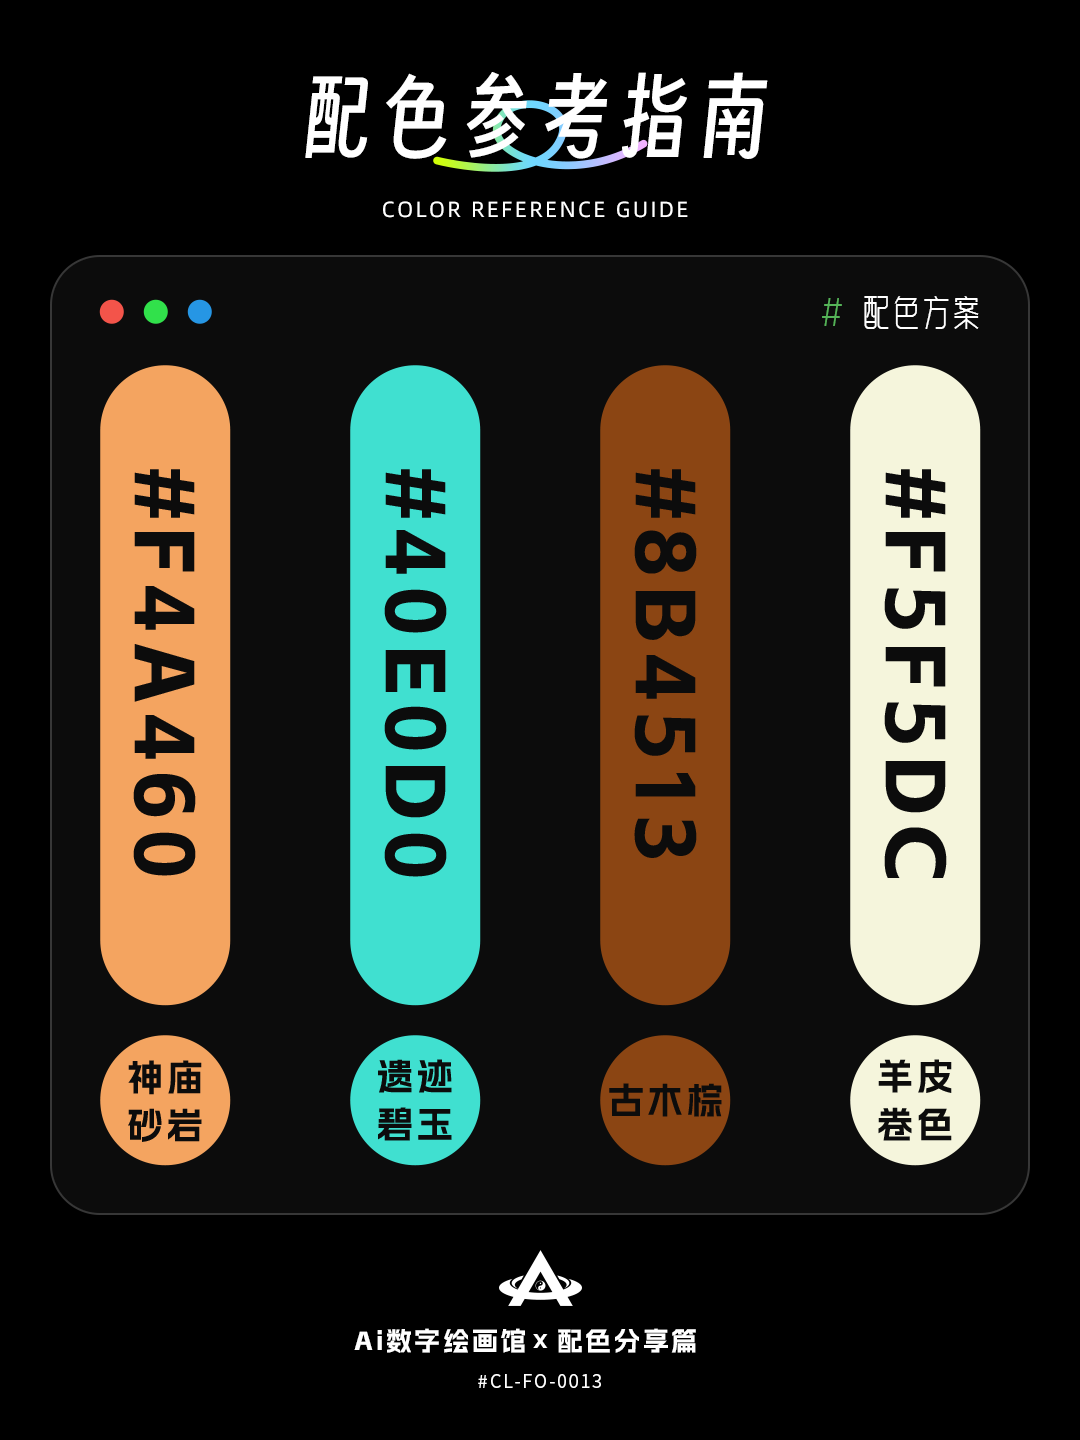 配色参考指南
COLOR REFERENCE GUIDE
# 配色方案
#F4A460
#40E0D0
#8B4513
#F5F5DC
神庙
砂岩
遗迹
碧玉
古木棕
羊皮
卷色
Ai数字绘画馆 x 配色分享篇
#CL-FO-0013